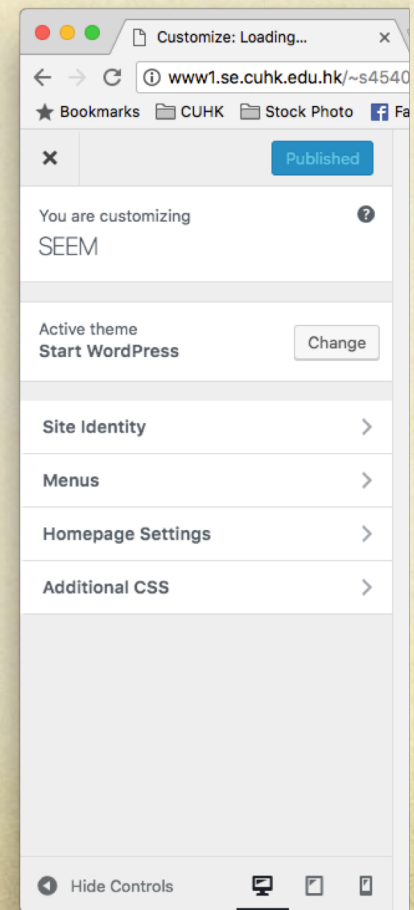 Customize: Loading...
www1.se.cuhk.edu.hk/~s4540
Bookmarks CUHK Stock Photo Fa
Published
You are customizing
SEEM
Active theme
Start WordPress
Change
Site Identity
Menus
Homepage Settings
Additional CSS
Hide Controls